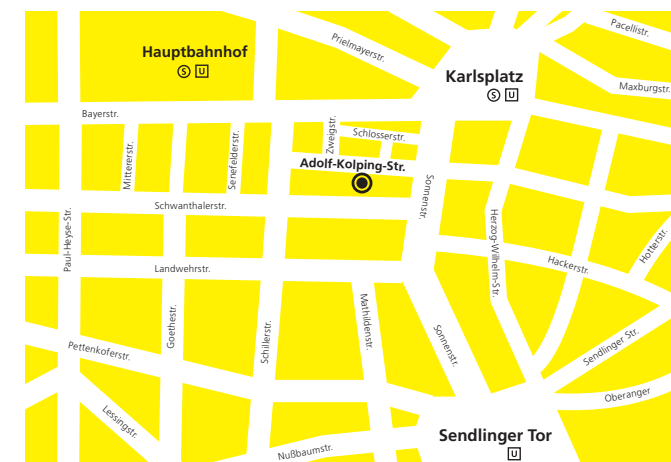 Pacellistr.
Prielmayerstr.
Hauptbahnhof
S U
Karlsplatz
S U
Maxburgstr.
Bayerstr.
Zweigstr.
Schlosserstr.
Mittererstr.
Senefelderstr.
Adolf-Kolping-Str.
Sonnenstr.
Schwanthalerstr.
Paul-Heyse-Str.
Herzog-Wilhelm-Str.
Hotterstr.
Landwehrstr.
Hackerstr.
Goethestr.
Schillerstr.
Mathildenstr.
Sonnenstr.
Sendlinger Str.
Pettenkoferstr.
Lessingstr.
Oberanger
Nußbaumstr.
Sendlinger Tor
U